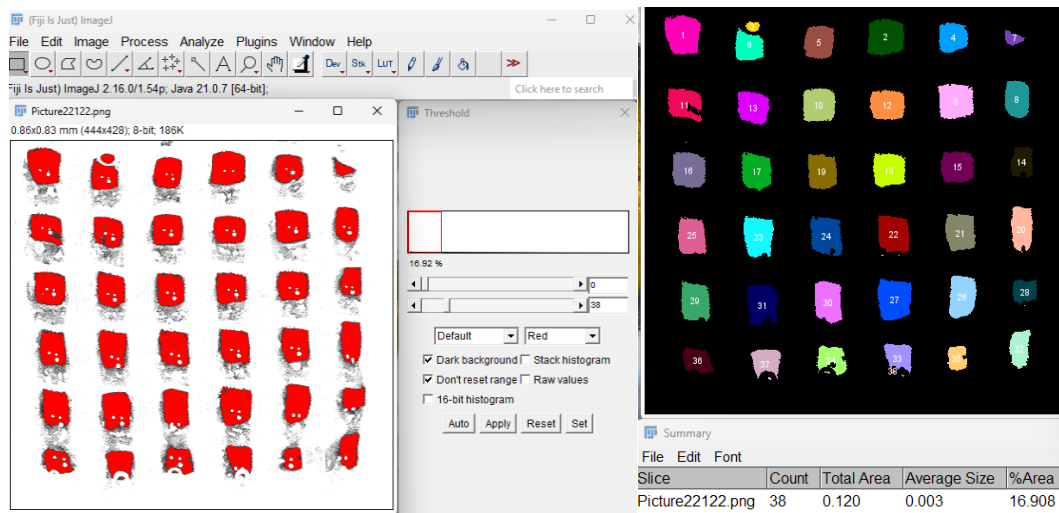 (Fiji Is Just) ImageJ
File Edit Image Process Analyze Plugins Window Help
Dev Stk LUT
Fiji Is Just) ImageJ 2.16.0/1.54p; Java 21.0.7 [64-bit];
Click here to search
Picture22122.png
0.86x0.83 mm (444x428); 8-bit; 186K
Threshold
16.92 %
0
38
Default Red
Dark background Stack histogram
Don't reset range Raw values
16-bit histogram
Auto Apply Reset Set
1 6 5 2 4 7
11 13 10 12 9 8
16 17 19 18 15 14
25 23 24 22 21 20
29 31 30 27 26 28
36 37 33 32
38
Summary
File Edit Font
Slice Count Total Area Average Size %Area
Picture22122.png 38 0.120 0.003 16.908